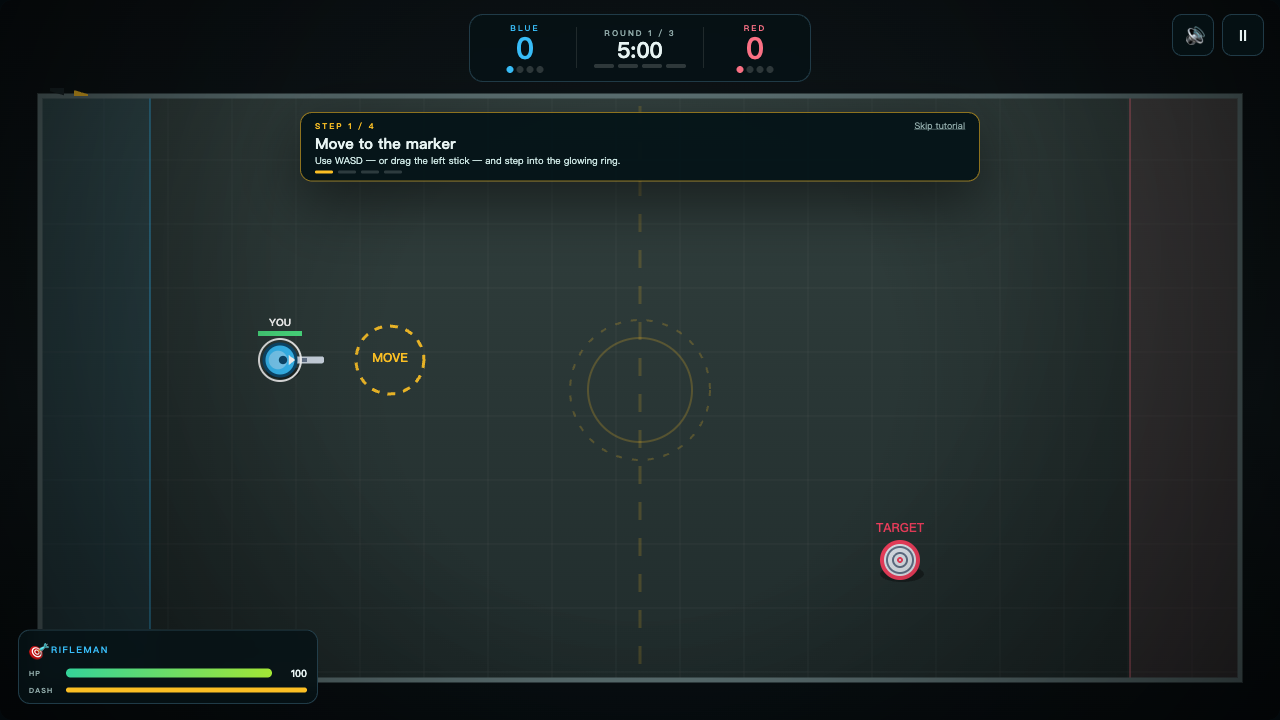 BLUE
0
ROUND 1 / 3
5:00
RED
0
STEP 1 / 4
Skip tutorial
Move to the marker
Use WASD — or drag the left stick — and step into the glowing ring.
YOU
MOVE
TARGET
RIFLEMAN
HP
100
DASH